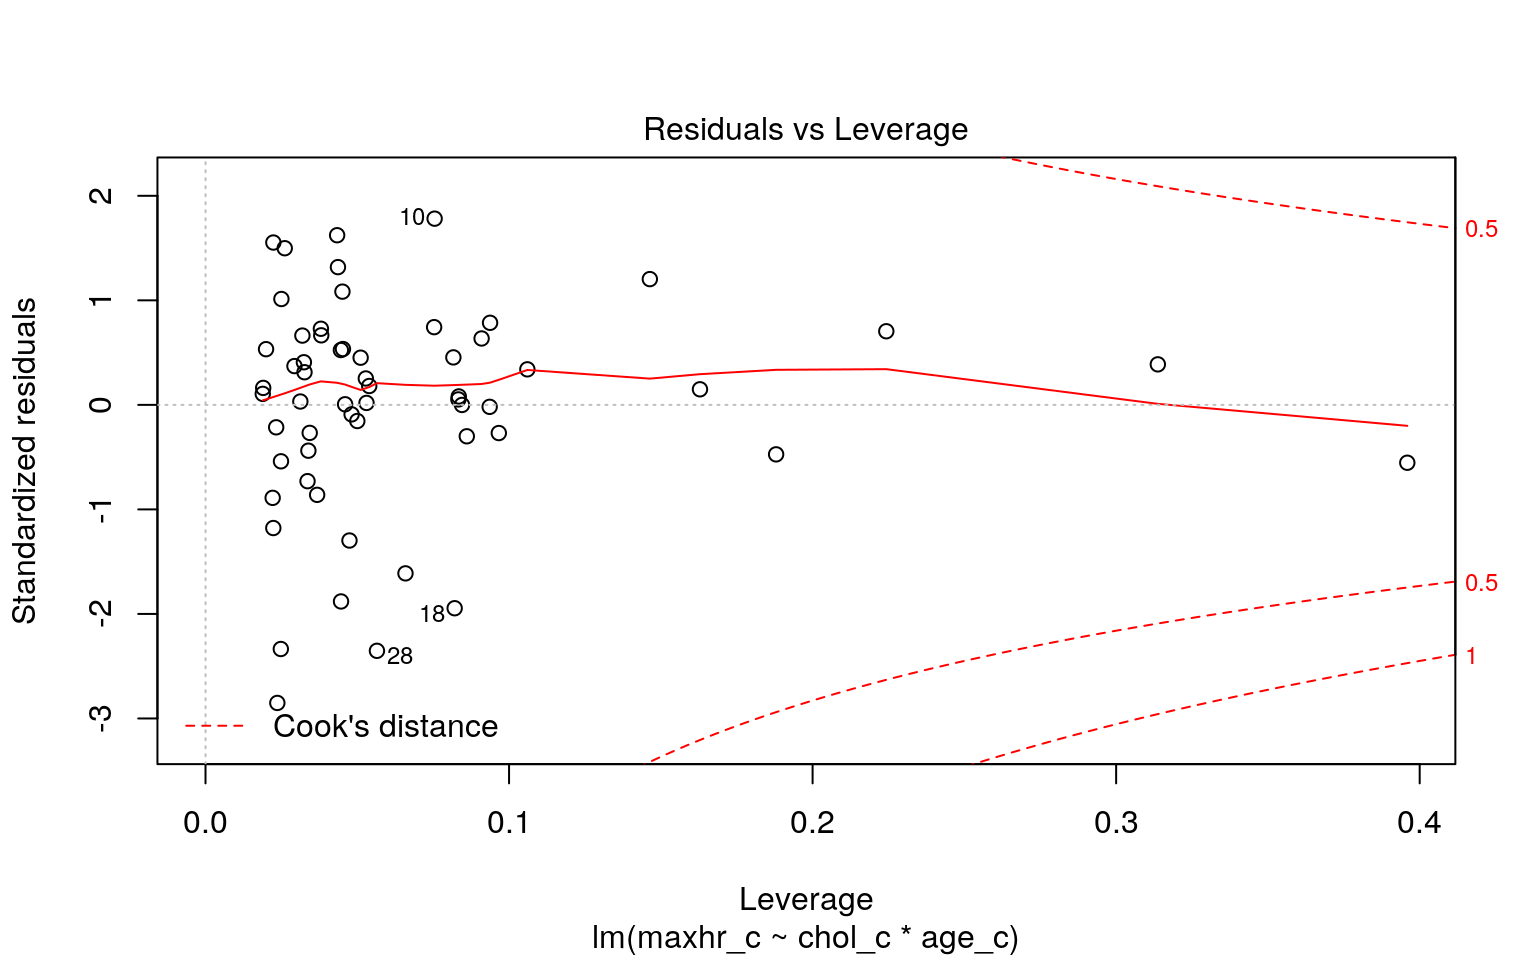 Residuals vs Leverage
Standardized residuals
2
1
0
-1
-2
-3
10
18
28
0.5
0.5
1
Cook's distance
0.0 0.1 0.2 0.3 0.4
Leverage
lm(maxhr_c ~ chol_c * age_c)